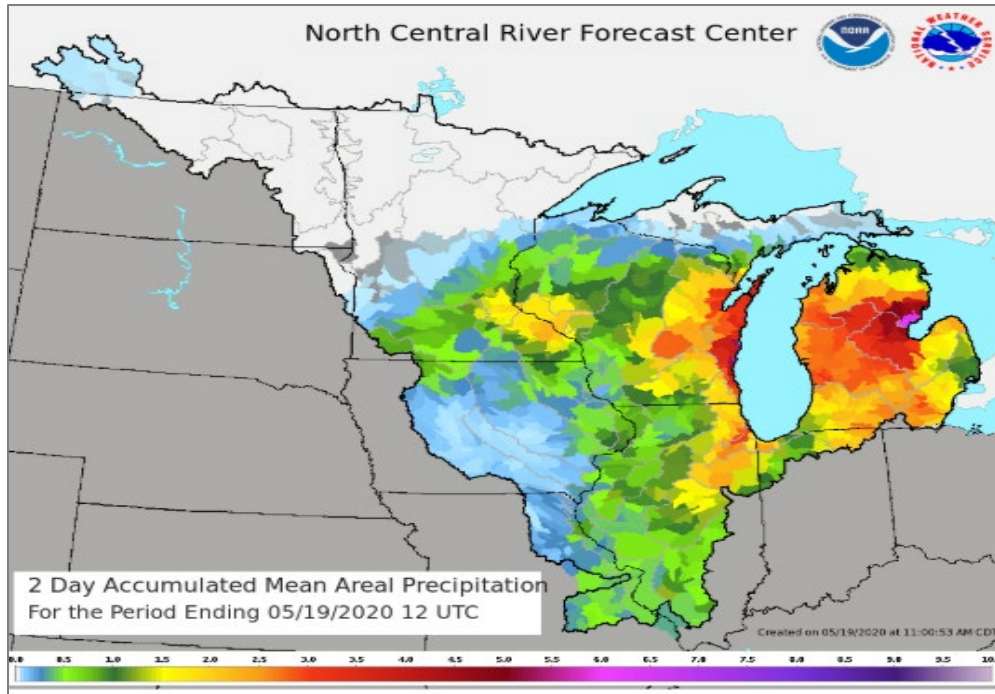 North Central River Forecast Center
NOAA
NATIONAL WEATHER SERVICE
2 Day Accumulated Mean Areal Precipitation
For the Period Ending 05/19/2020 12 UTC
Created on 05/19/2020 at 11:00:53 AM CDT
0.0 0.5 1.0 1.5 2.0 2.5 3.0 3.5 4.0 4.5 5.0 5.5 6.0 6.5 7.0 7.5 8.0 8.5 9.0 9.5 10.